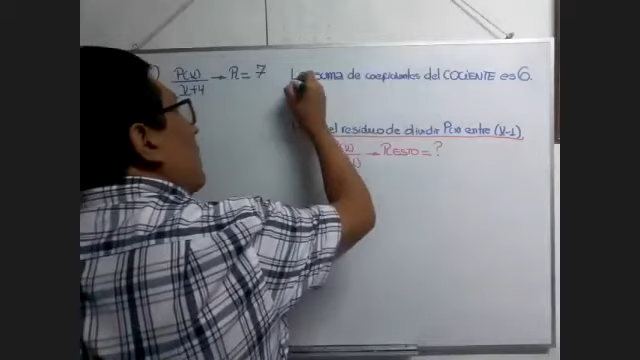 ) P(x) → R = 7
x+4
suma de coeficientes del COCIENTE es 6.
el residuo de dividir P(x) entre (x-1)
→ RESTO = ?